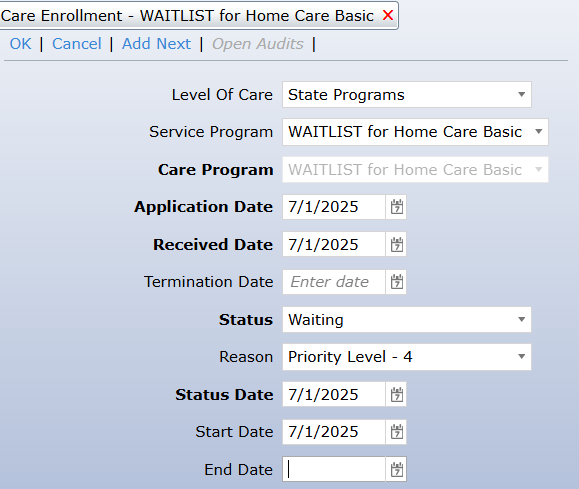 Care Enrollment - WAITLIST for Home Care Basic
OK | Cancel | Add Next | Open Audits |
Level Of Care State Programs
Service Program WAITLIST for Home Care Basic
Care Program WAITLIST for Home Care Basic
Application Date 7/1/2025
Received Date 7/1/2025
Termination Date Enter date
Status Waiting
Reason Priority Level - 4
Status Date 7/1/2025
Start Date 7/1/2025
End Date